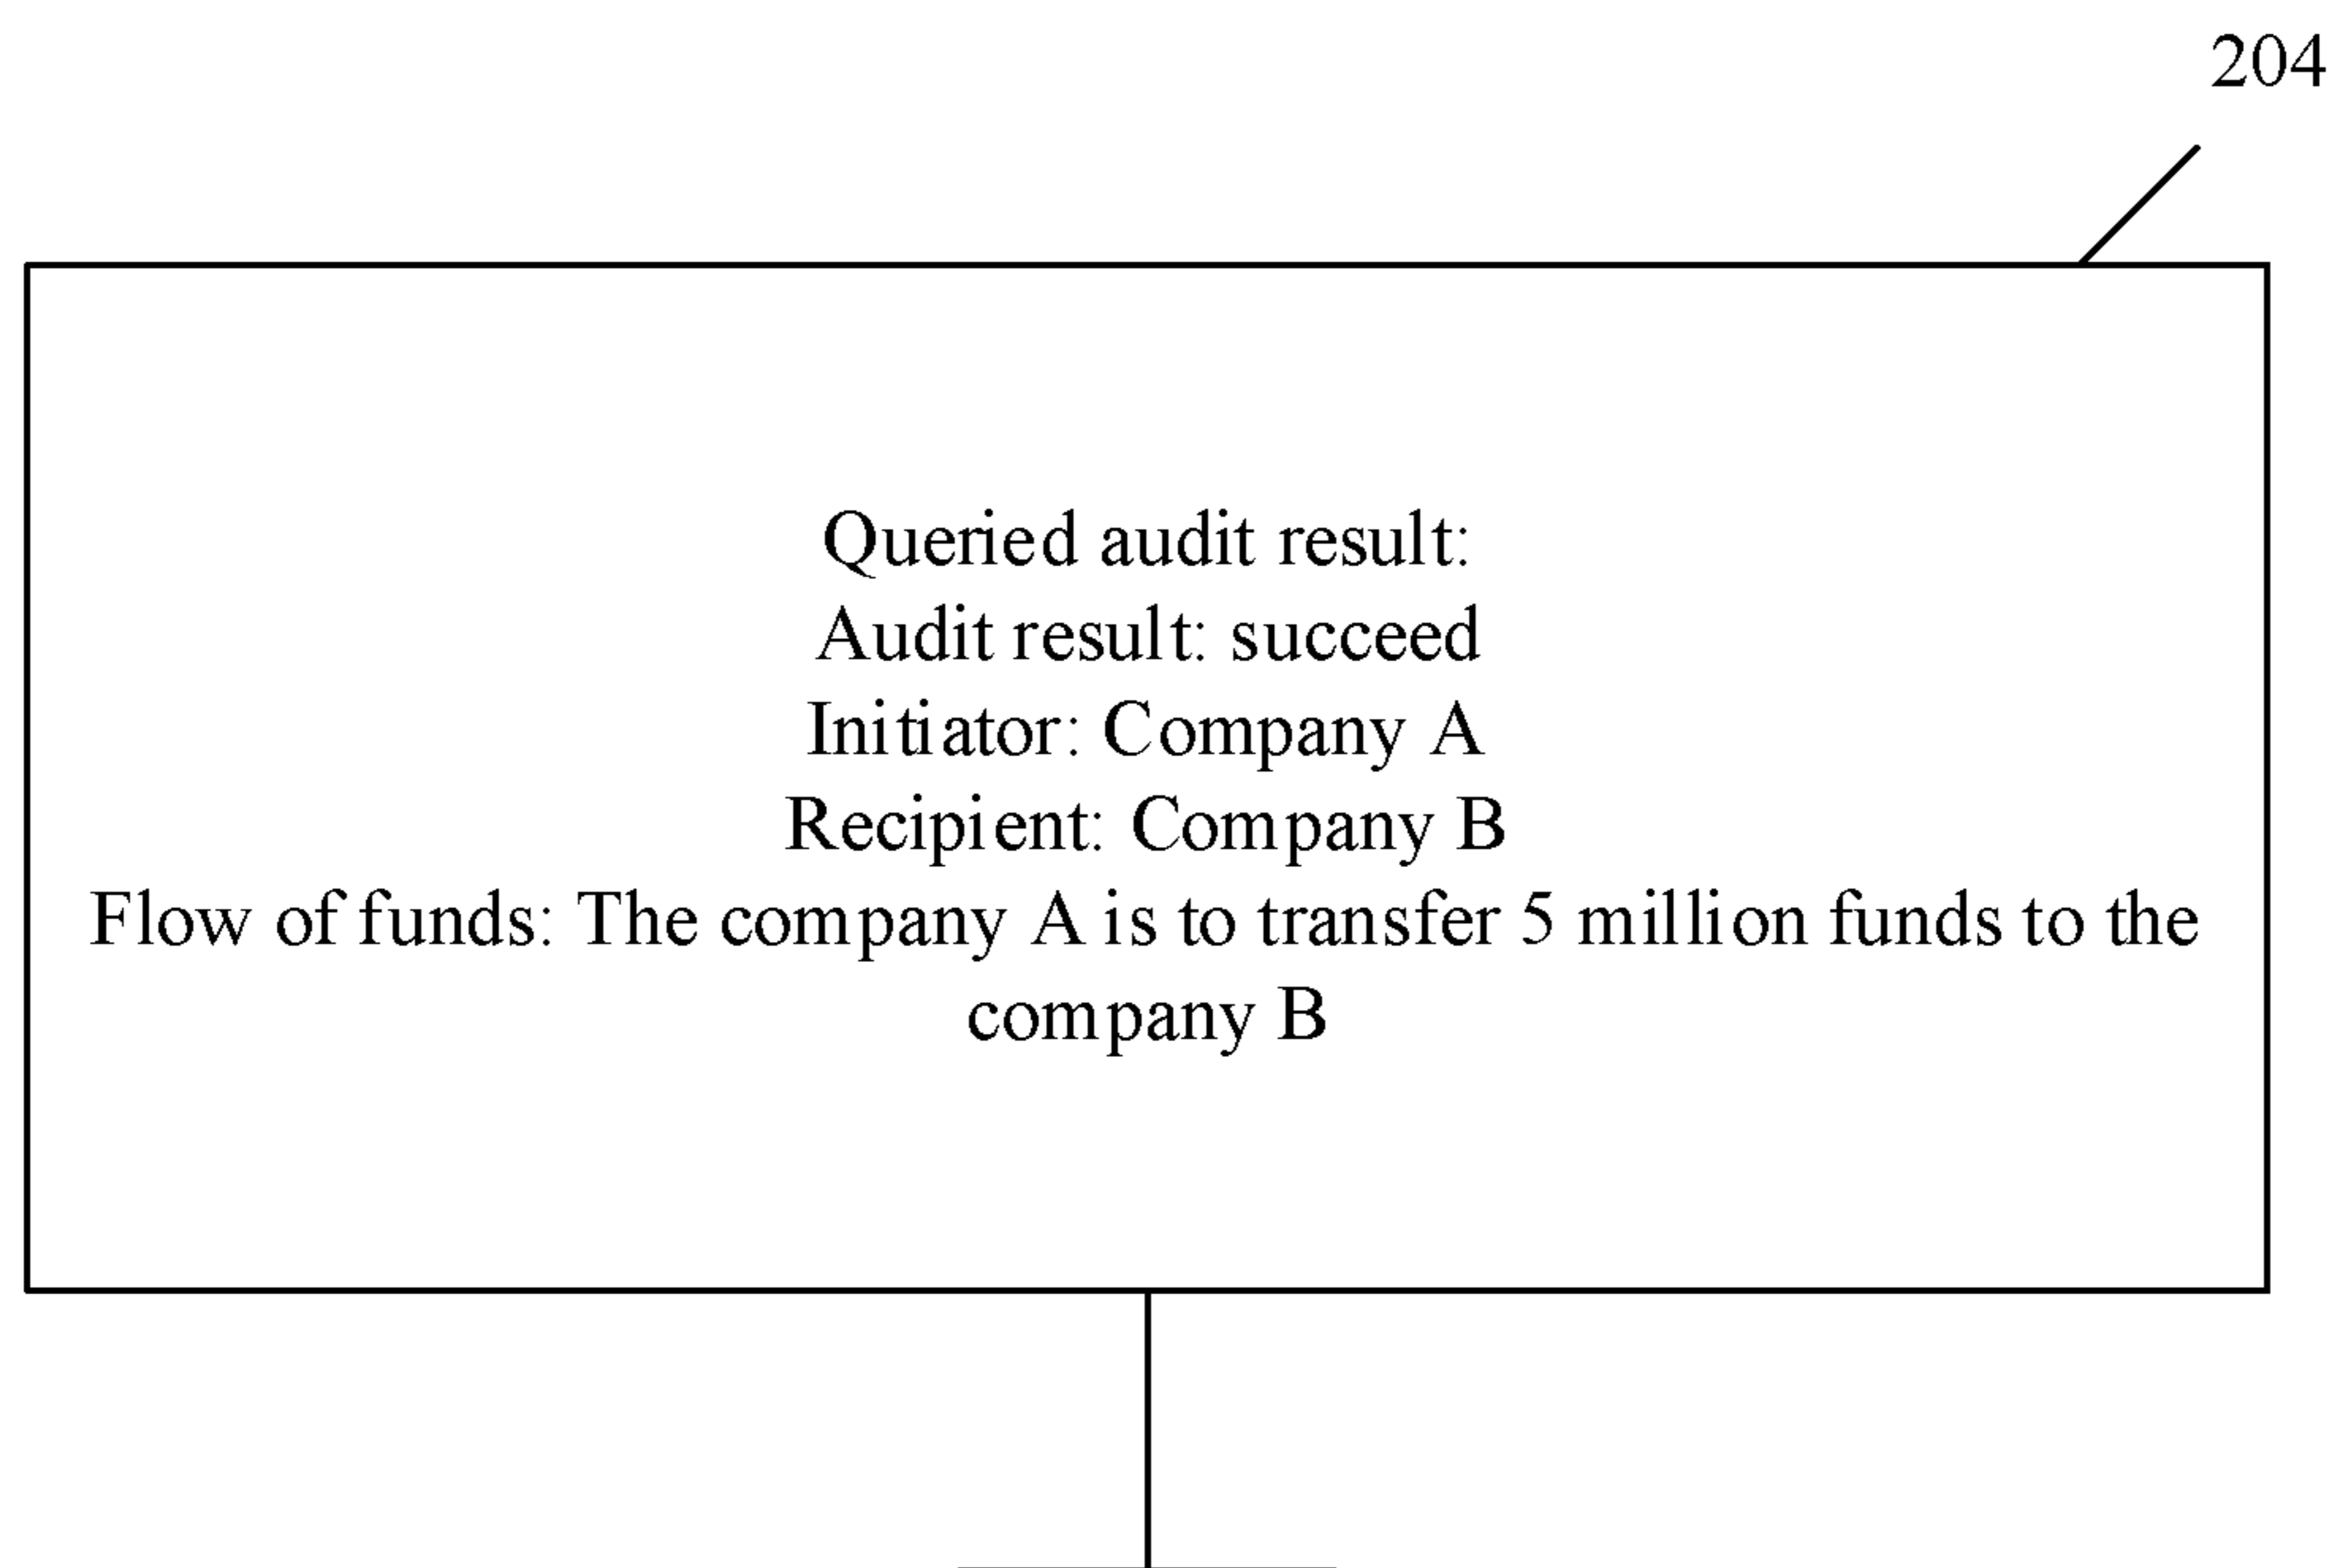 204
Queried audit result:
Audit result: succeed
Initiator: Company A
Recipient: Company B
Flow of funds: The company A is to transfer 5 million funds to the
company B